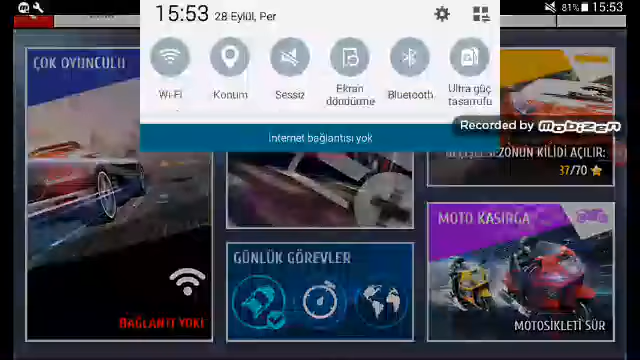 15:53 28 Eylül, Per
81% 15:53
Wi-Fi
Konum
Sessiz
Ekran
döndürme
Bluetooth
Ultra güç
tasarrufu
İnternet bağlantısı yok
Recorded by Mobizen
ÇOK OYUNCULU
BAĞLANTI YOK!
GÜNLÜK GÖREVLER
SEZONUN KİLİDİ AÇILIR:
37/70
MOTO KASIRGA
MOTOSİKLETİ SÜR